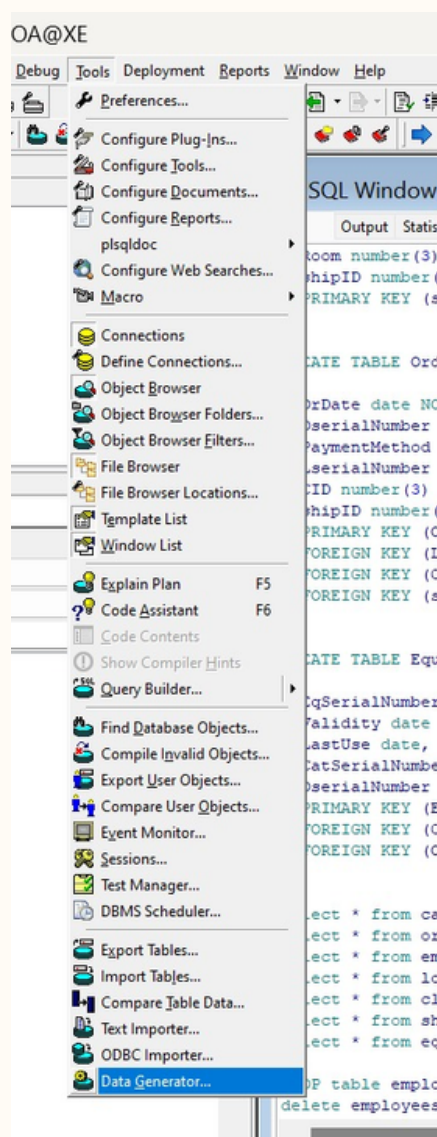 OA@XE
Debug Tools Deployment Reports Window Help
Preferences...
Configure Plug-Ins...
Configure Tools...
Configure Documents...
Configure Reports...
plsqldoc
Configure Web Searches...
Macro
Connections
Define Connections...
Object Browser
Object Browser Folders...
Object Browser Filters...
File Browser
File Browser Locations...
Template List
Window List
Explain Plan F5
Code Assistant F6
Code Contents
Show Compiler Hints
Query Builder...
Find Database Objects...
Compile Invalid Objects...
Export User Objects...
Compare User Objects...
Event Monitor...
Sessions...
Test Manager...
DBMS Scheduler...
Export Tables...
Import Tables...
Compare Table Data...
Text Importer...
ODBC Importer...
Data Generator...
SQL Window
Output Statis
Room number(3)
shipID number(
PRIMARY KEY (s
ATE TABLE Ord
OrDate date NO
OserialNumber
PaymentMethod
serialNumber
CID number(3)
shipID number(
PRIMARY KEY (O
FOREIGN KEY (
FOREIGN KEY (C
FOREIGN KEY (s
ATE TABLE Equ
EqSerialNumber
Validity date
LastUse date,
CatSerialNumbe
OserialNumber
PRIMARY KEY (E
FOREIGN KEY (C
FOREIGN KEY (O
lect * from ca
lect * from or
lect * from em
lect * from lo
lect * from cl
lect * from sh
lect * from eq
OP table emplo
delete employees